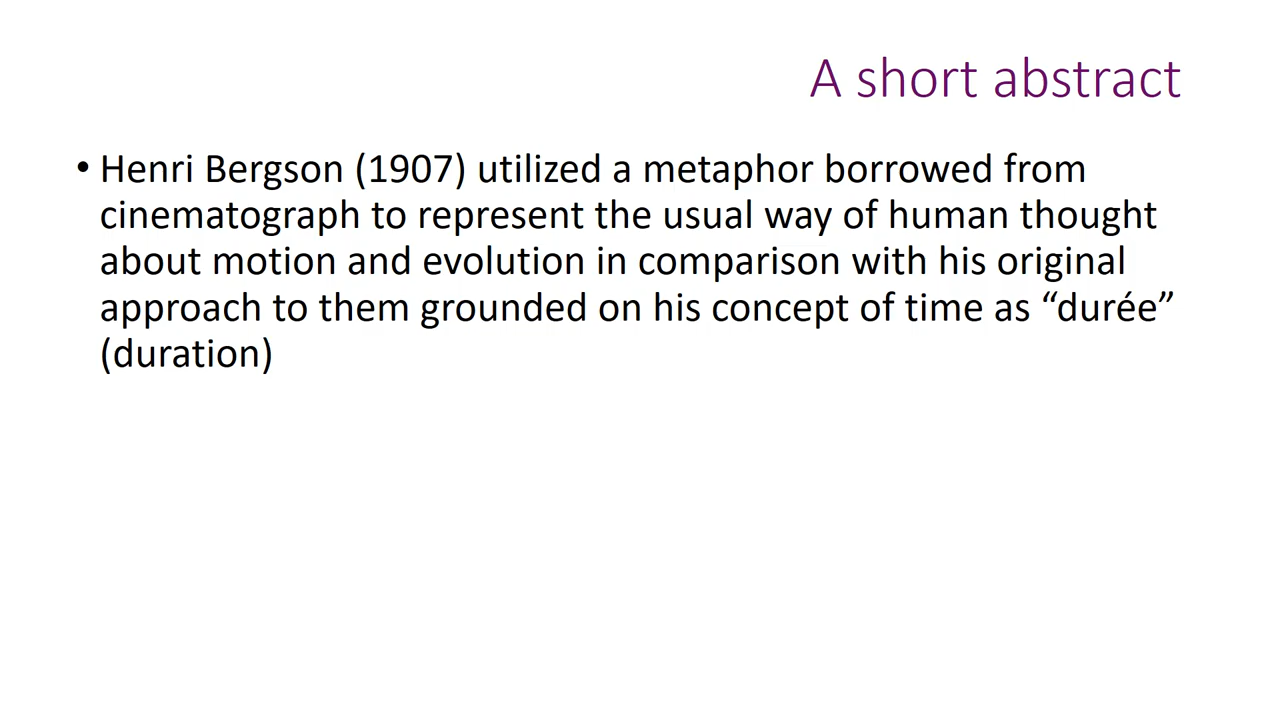 A short abstract
• Henri Bergson (1907) utilized a metaphor borrowed from
cinematograph to represent the usual way of human thought
about motion and evolution in comparison with his original
approach to them grounded on his concept of time as “durée”
(duration)